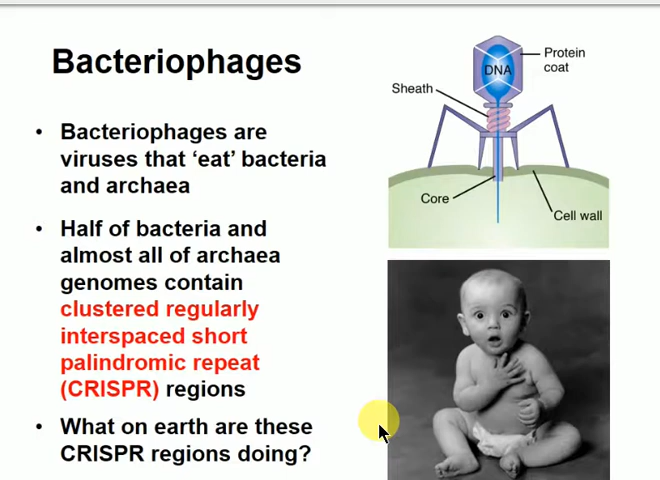 Bacteriophages
• Bacteriophages are
viruses that ‘eat’ bacteria
and archaea
• Half of bacteria and
almost all of archaea
genomes contain
clustered regularly
interspaced short
palindromic repeat
(CRISPR) regions
• What on earth are these
CRISPR regions doing?
Protein
coat
DNA
Sheath
Core
Cell wall